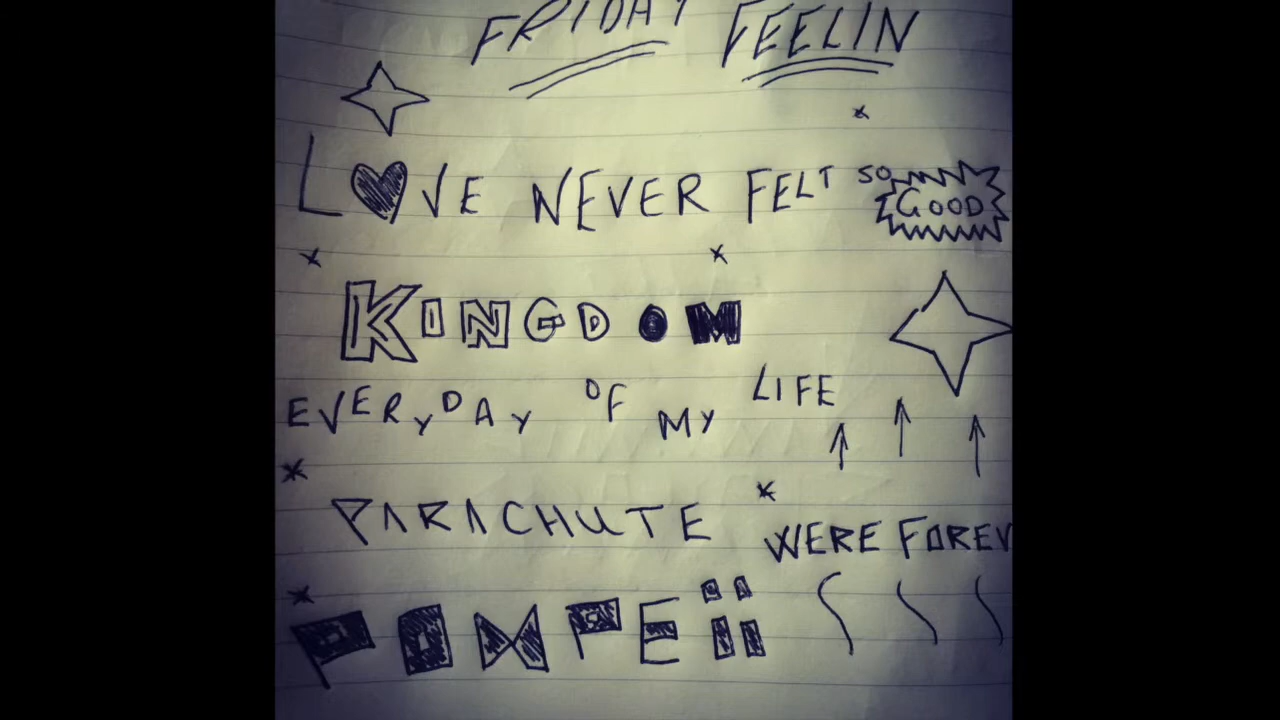 FRIDAY FEELIN
LOVE NEVER FELT SO GOOD
KINGDOM
EVERYDAY OF MY LIFE
PARACHUTE WERE FOREV
POMPEii